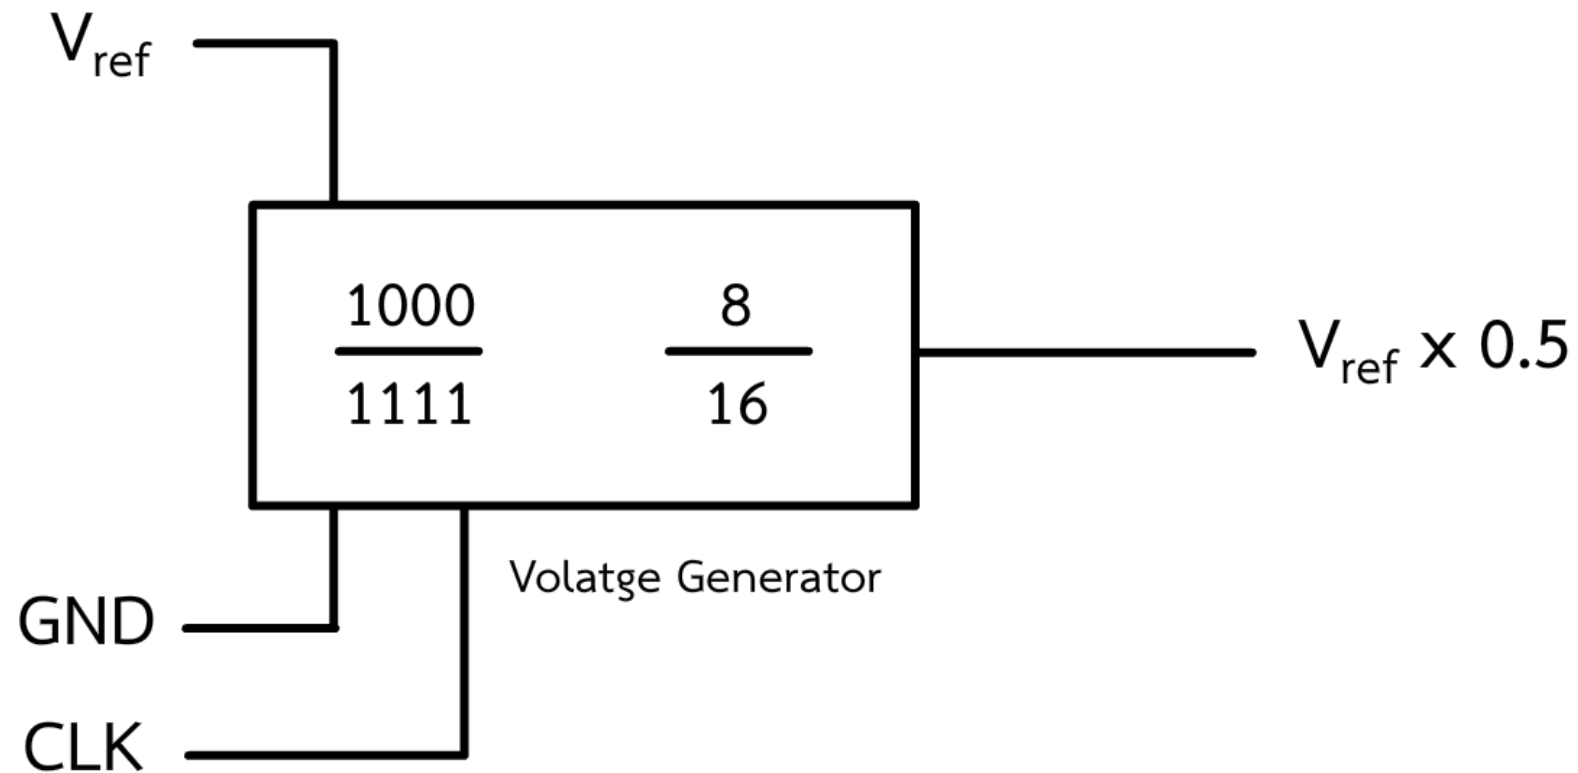 Vref
1000
1111
8
16
Vref x 0.5
Volatge Generator
GND
CLK